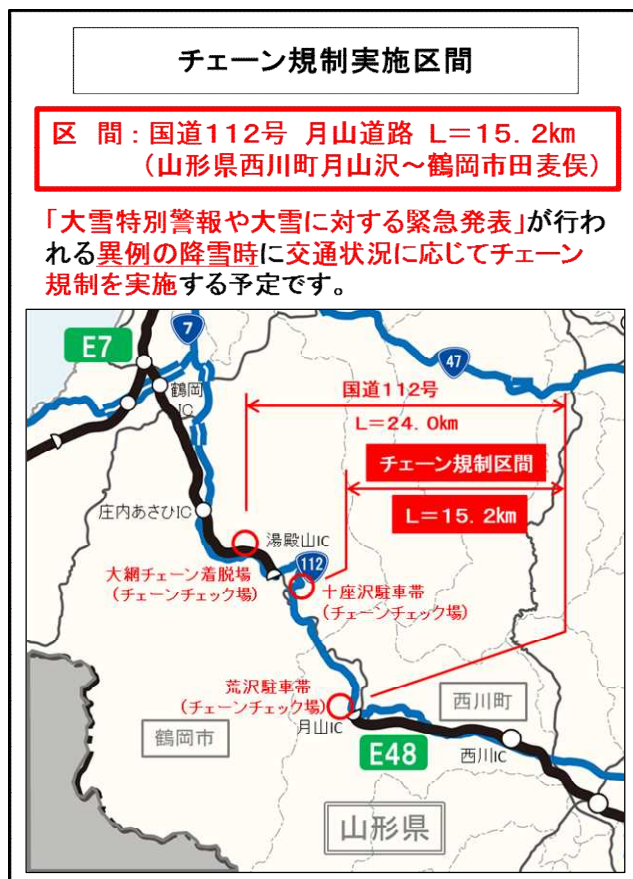 チェーン規制実施区間
区 間：国道112号 月山道路 L＝15.2km
（山形県西川町月山沢～鶴岡市田麦俣）
「大雪特別警報や大雪に対する緊急発表」が行わ
れる異例の降雪時に交通状況に応じてチェーン
規制を実施する予定です。
7
E7
47
鶴岡
IC
国道112号
L＝24.0km
チェーン規制区間
L＝15.2km
庄内あさひIC
湯殿山IC
112
大網チェーン着脱場
（チェーンチェック場）
十座沢駐車帯
（チェーンチェック場）
荒沢駐車帯
（チェーンチェック場）
月山IC
西川町
鶴岡市
E48
西川IC
山形県